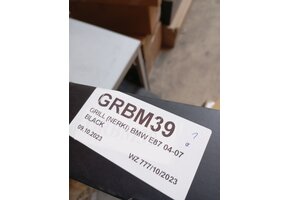 GRBM39
GRILL (NERKI) BMW E87 04-07
BLACK
09.10.2023
WZ 777/10/2023